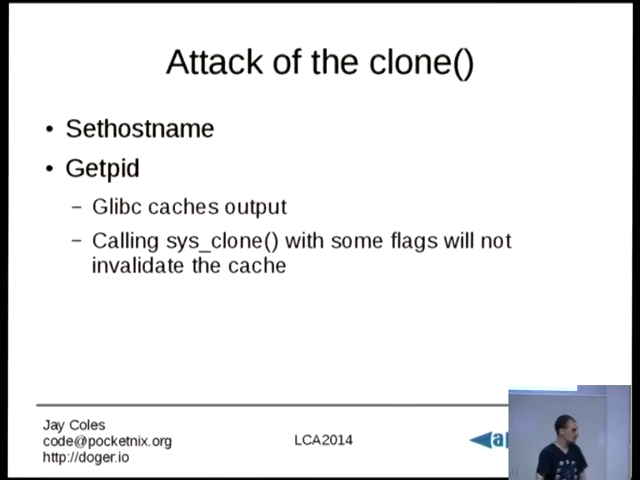 Attack of the clone()
• Sethostname
• Getpid
– Glibc caches output
– Calling sys_clone() with some flags will not
invalidate the cache
Jay Coles
code@pocketnix.org
http://doger.io
LCA2014